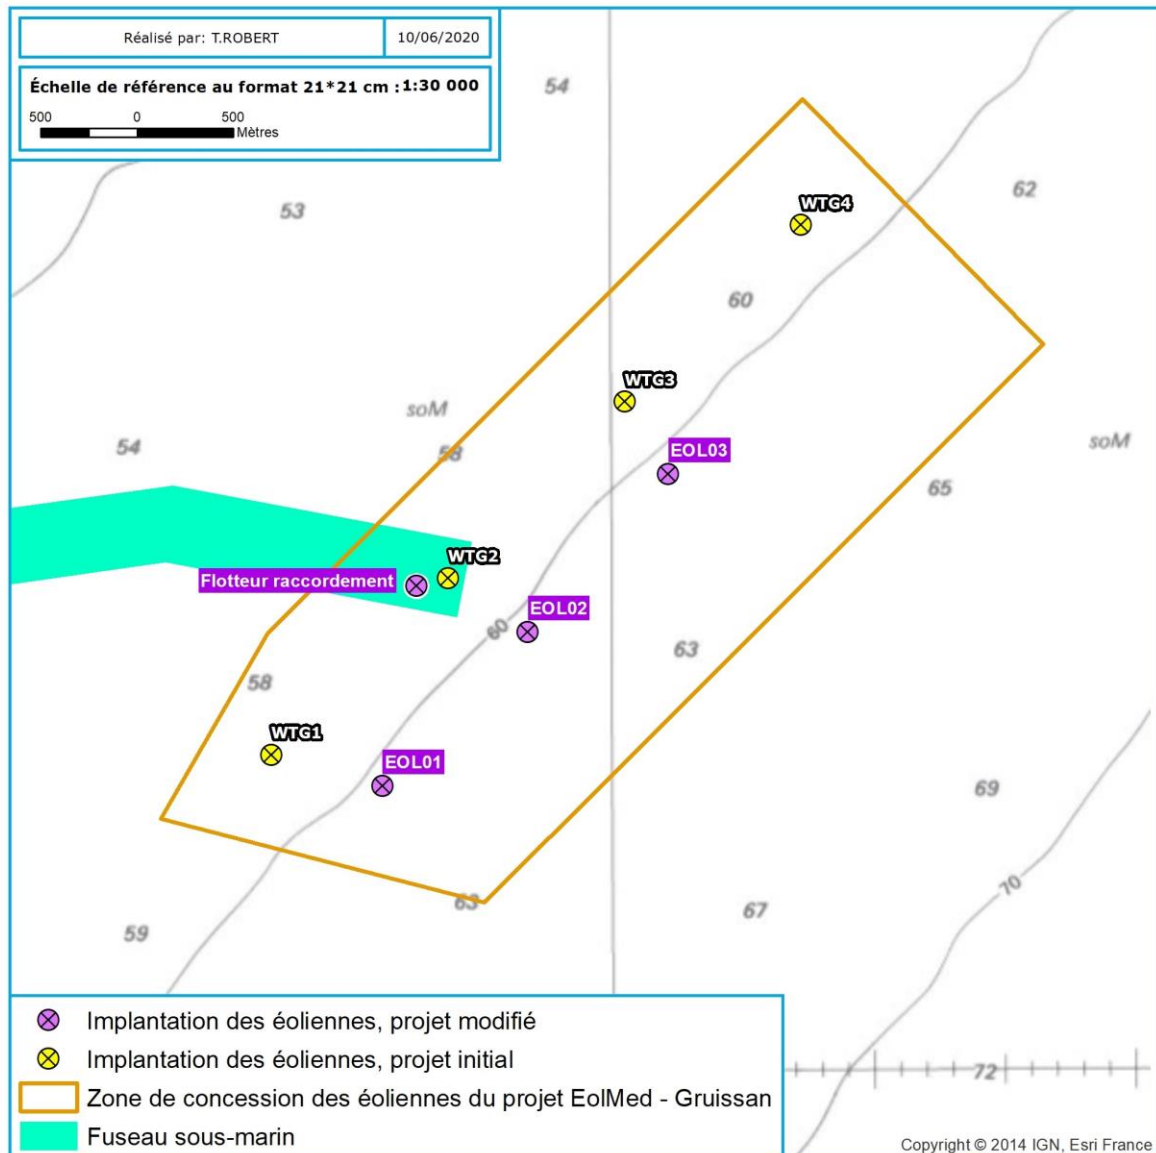 Réalisé par: T.ROBERT
10/06/2020
Échelle de référence au format 21*21 cm : 1:30 000
500 0 500
Mètres
54
62
53
WTG4
60
WTG3
soM
54
58
EOL03
soM
65
WTG2
Flotteur raccordement
EOL02
60
63
58
WTG1
EOL01
69
70
63
67
59
Implantation des éoliennes, projet modifié
Implantation des éoliennes, projet initial
Zone de concession des éoliennes du projet EolMed - Gruissan
72
Fuseau sous-marin
Copyright © 2014 IGN, Esri France